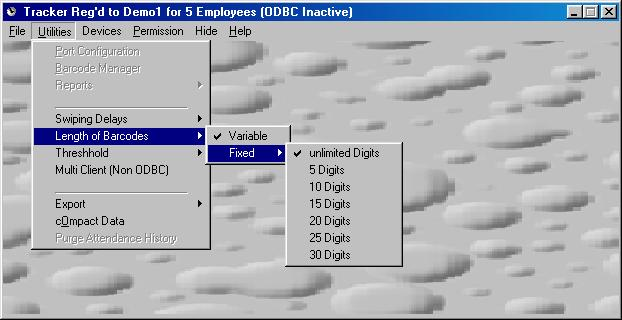 Tracker Reg'd to Demo1 for 5 Employees (ODBC Inactive)
File Utilities Devices Permission Hide Help
Port Configuration
Barcode Manager
Reports
Swiping Delays
Length of Barcodes
Threshhold
Multi Client (Non ODBC)
Export
cOmpact Data
Purge Attendance History
Variable
Fixed
unlimited Digits
5 Digits
10 Digits
15 Digits
20 Digits
25 Digits
30 Digits